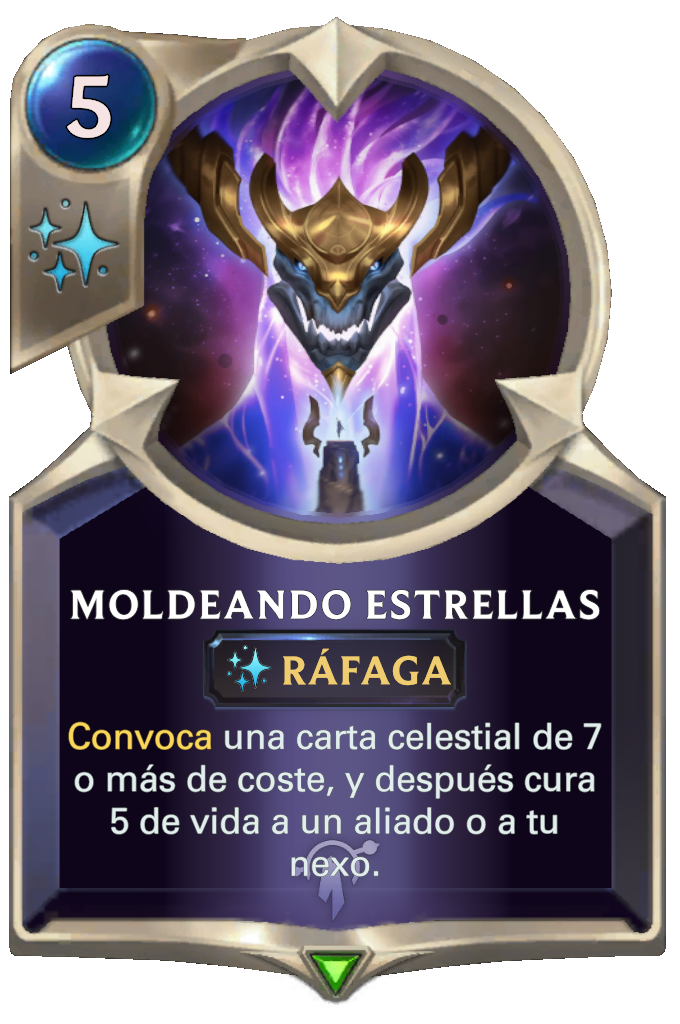 5
MOLDEANDO ESTRELLAS
RÁFAGA
Convoca una carta celestial de 7
o más de coste, y después cura
5 de vida a un aliado o a tu
nexo.